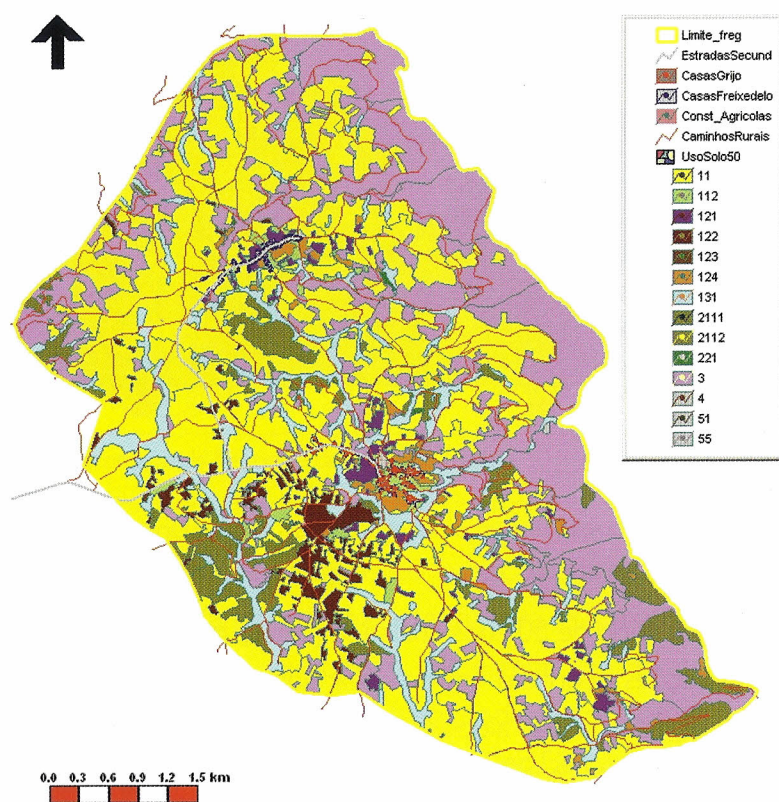 Limite_freg
EstradasSecund
CasasGrijo
CasasFreixedelo
Const_Agricolas
CaminhosRurais
UsoSolo50
11
112
121
122
123
124
131
2111
2112
221
3
4
51
55
0.0 0.3 0.6 0.9 1.2 1.5 km